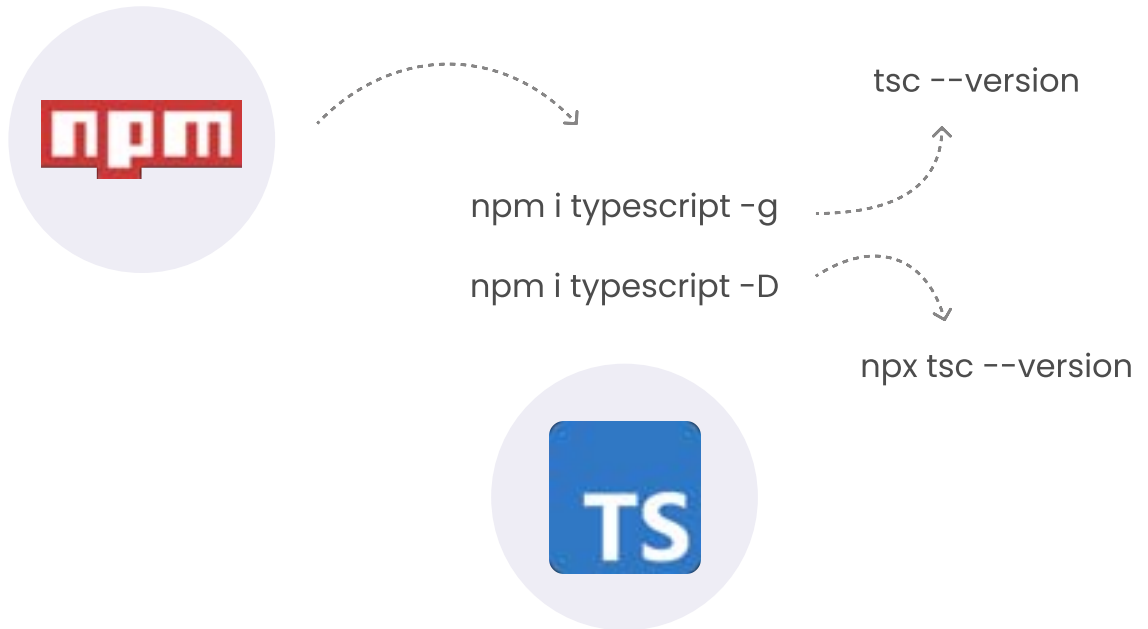 npm
tsc --version
npm i typescript -g
npm i typescript -D
npx tsc --version
TS